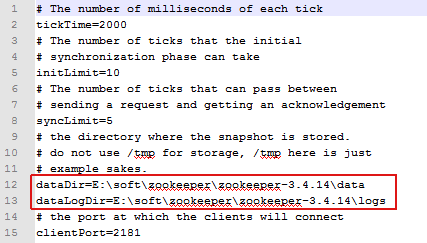 1 # The number of milliseconds of each tick
2 tickTime=2000
3 # The number of ticks that the initial
4 # synchronization phase can take
5 initLimit=10
6 # The number of ticks that can pass between
7 # sending a request and getting an acknowledgement
8 syncLimit=5
9 # the directory where the snapshot is stored.
10 # do not use /tmp for storage, /tmp here is just
11 # example sakes.
12 dataDir=E:\soft\zookeeper\zookeeper-3.4.14\data
13 dataLogDir=E:\soft\zookeeper\zookeeper-3.4.14\logs
14 # the port at which the clients will connect
15 clientPort=2181